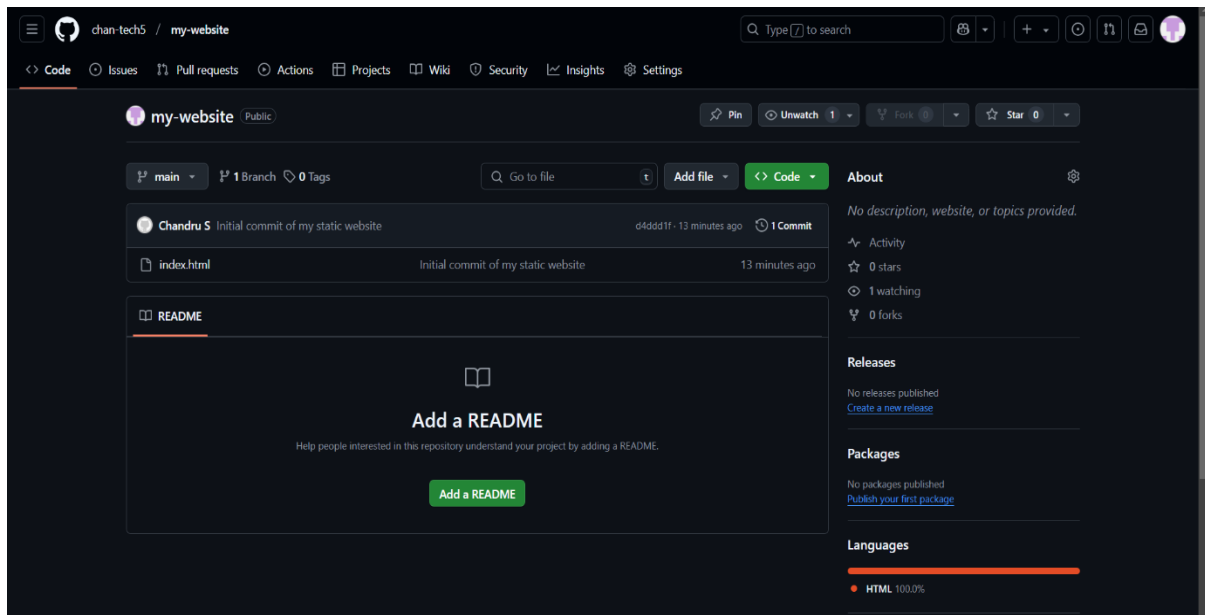 chan-tech5 / my-website
Type / to search
<> Code Issues Pull requests Actions Projects Wiki Security Insights Settings
my-website Public
Pin Unwatch 1 Fork 0 Star 0
main 1 Branch 0 Tags Go to file t Add file <> Code
Chandru S Initial commit of my static website d4ddd1f · 13 minutes ago 1 Commit
index.html Initial commit of my static website 13 minutes ago
README
Add a README
Help people interested in this repository understand your project by adding a README.
Add a README
About
No description, website, or topics provided.
Activity
0 stars
1 watching
0 forks
Releases
No releases published
Create a new release
Packages
No packages published
Publish your first package
Languages
HTML 100.0%